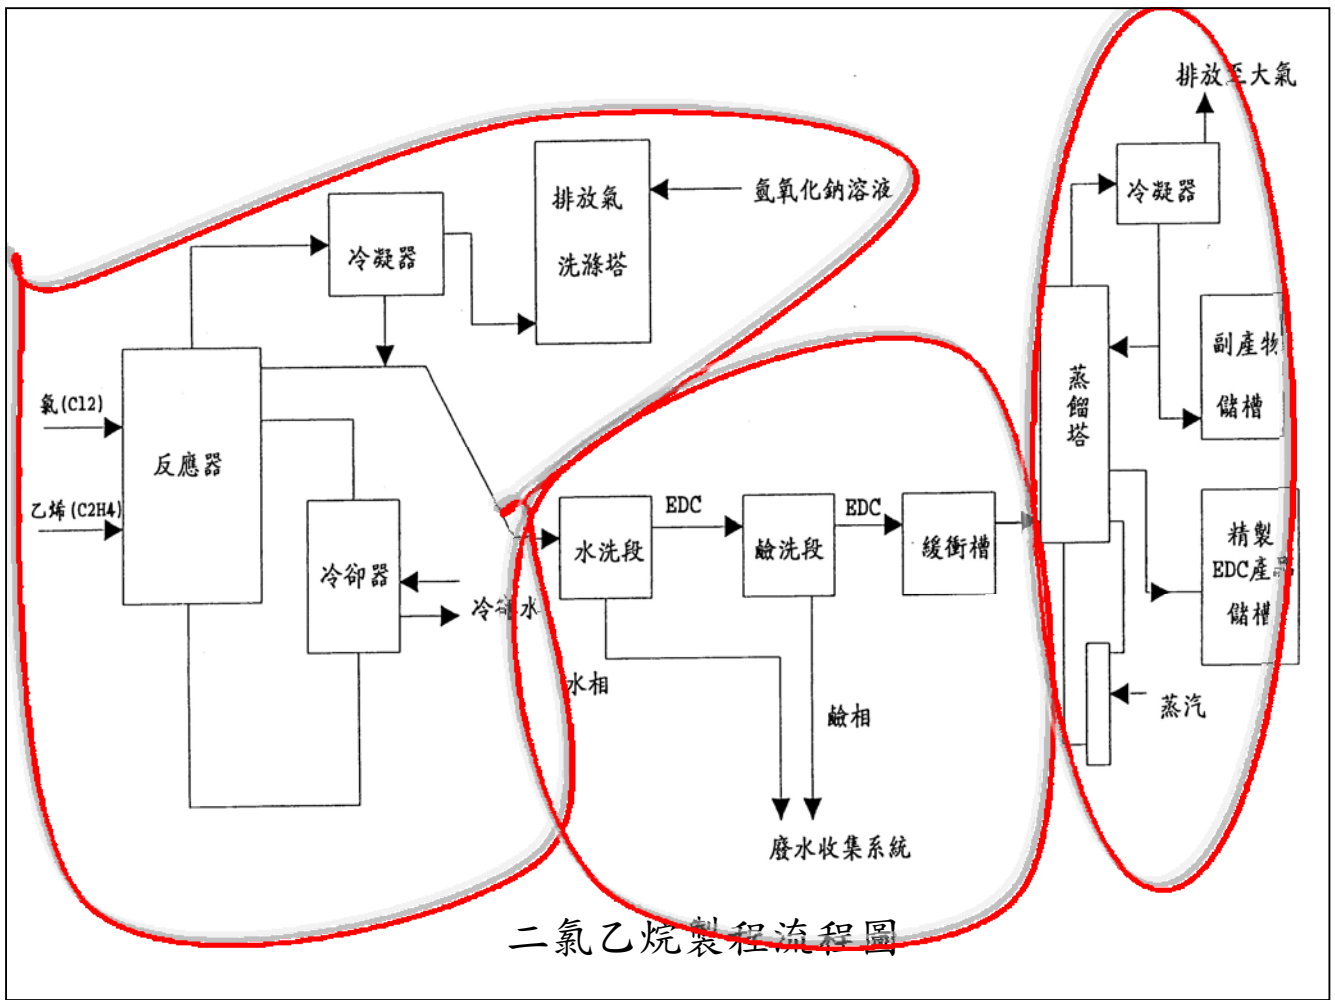 排放至大氣
冷凝器
排放氣
洗滌塔
氫氧化鈉溶液
冷凝器
氯(Cl2)
乙烯(C2H4)
反應器
冷卻器
冷卻水
水洗段
EDC
鹼洗段
EDC
緩衝槽
水相
鹼相
廢水收集系統
蒸
餾
塔
副產物
儲槽
精製
EDC產品
儲槽
蒸汽
二氯乙烷製程流程圖